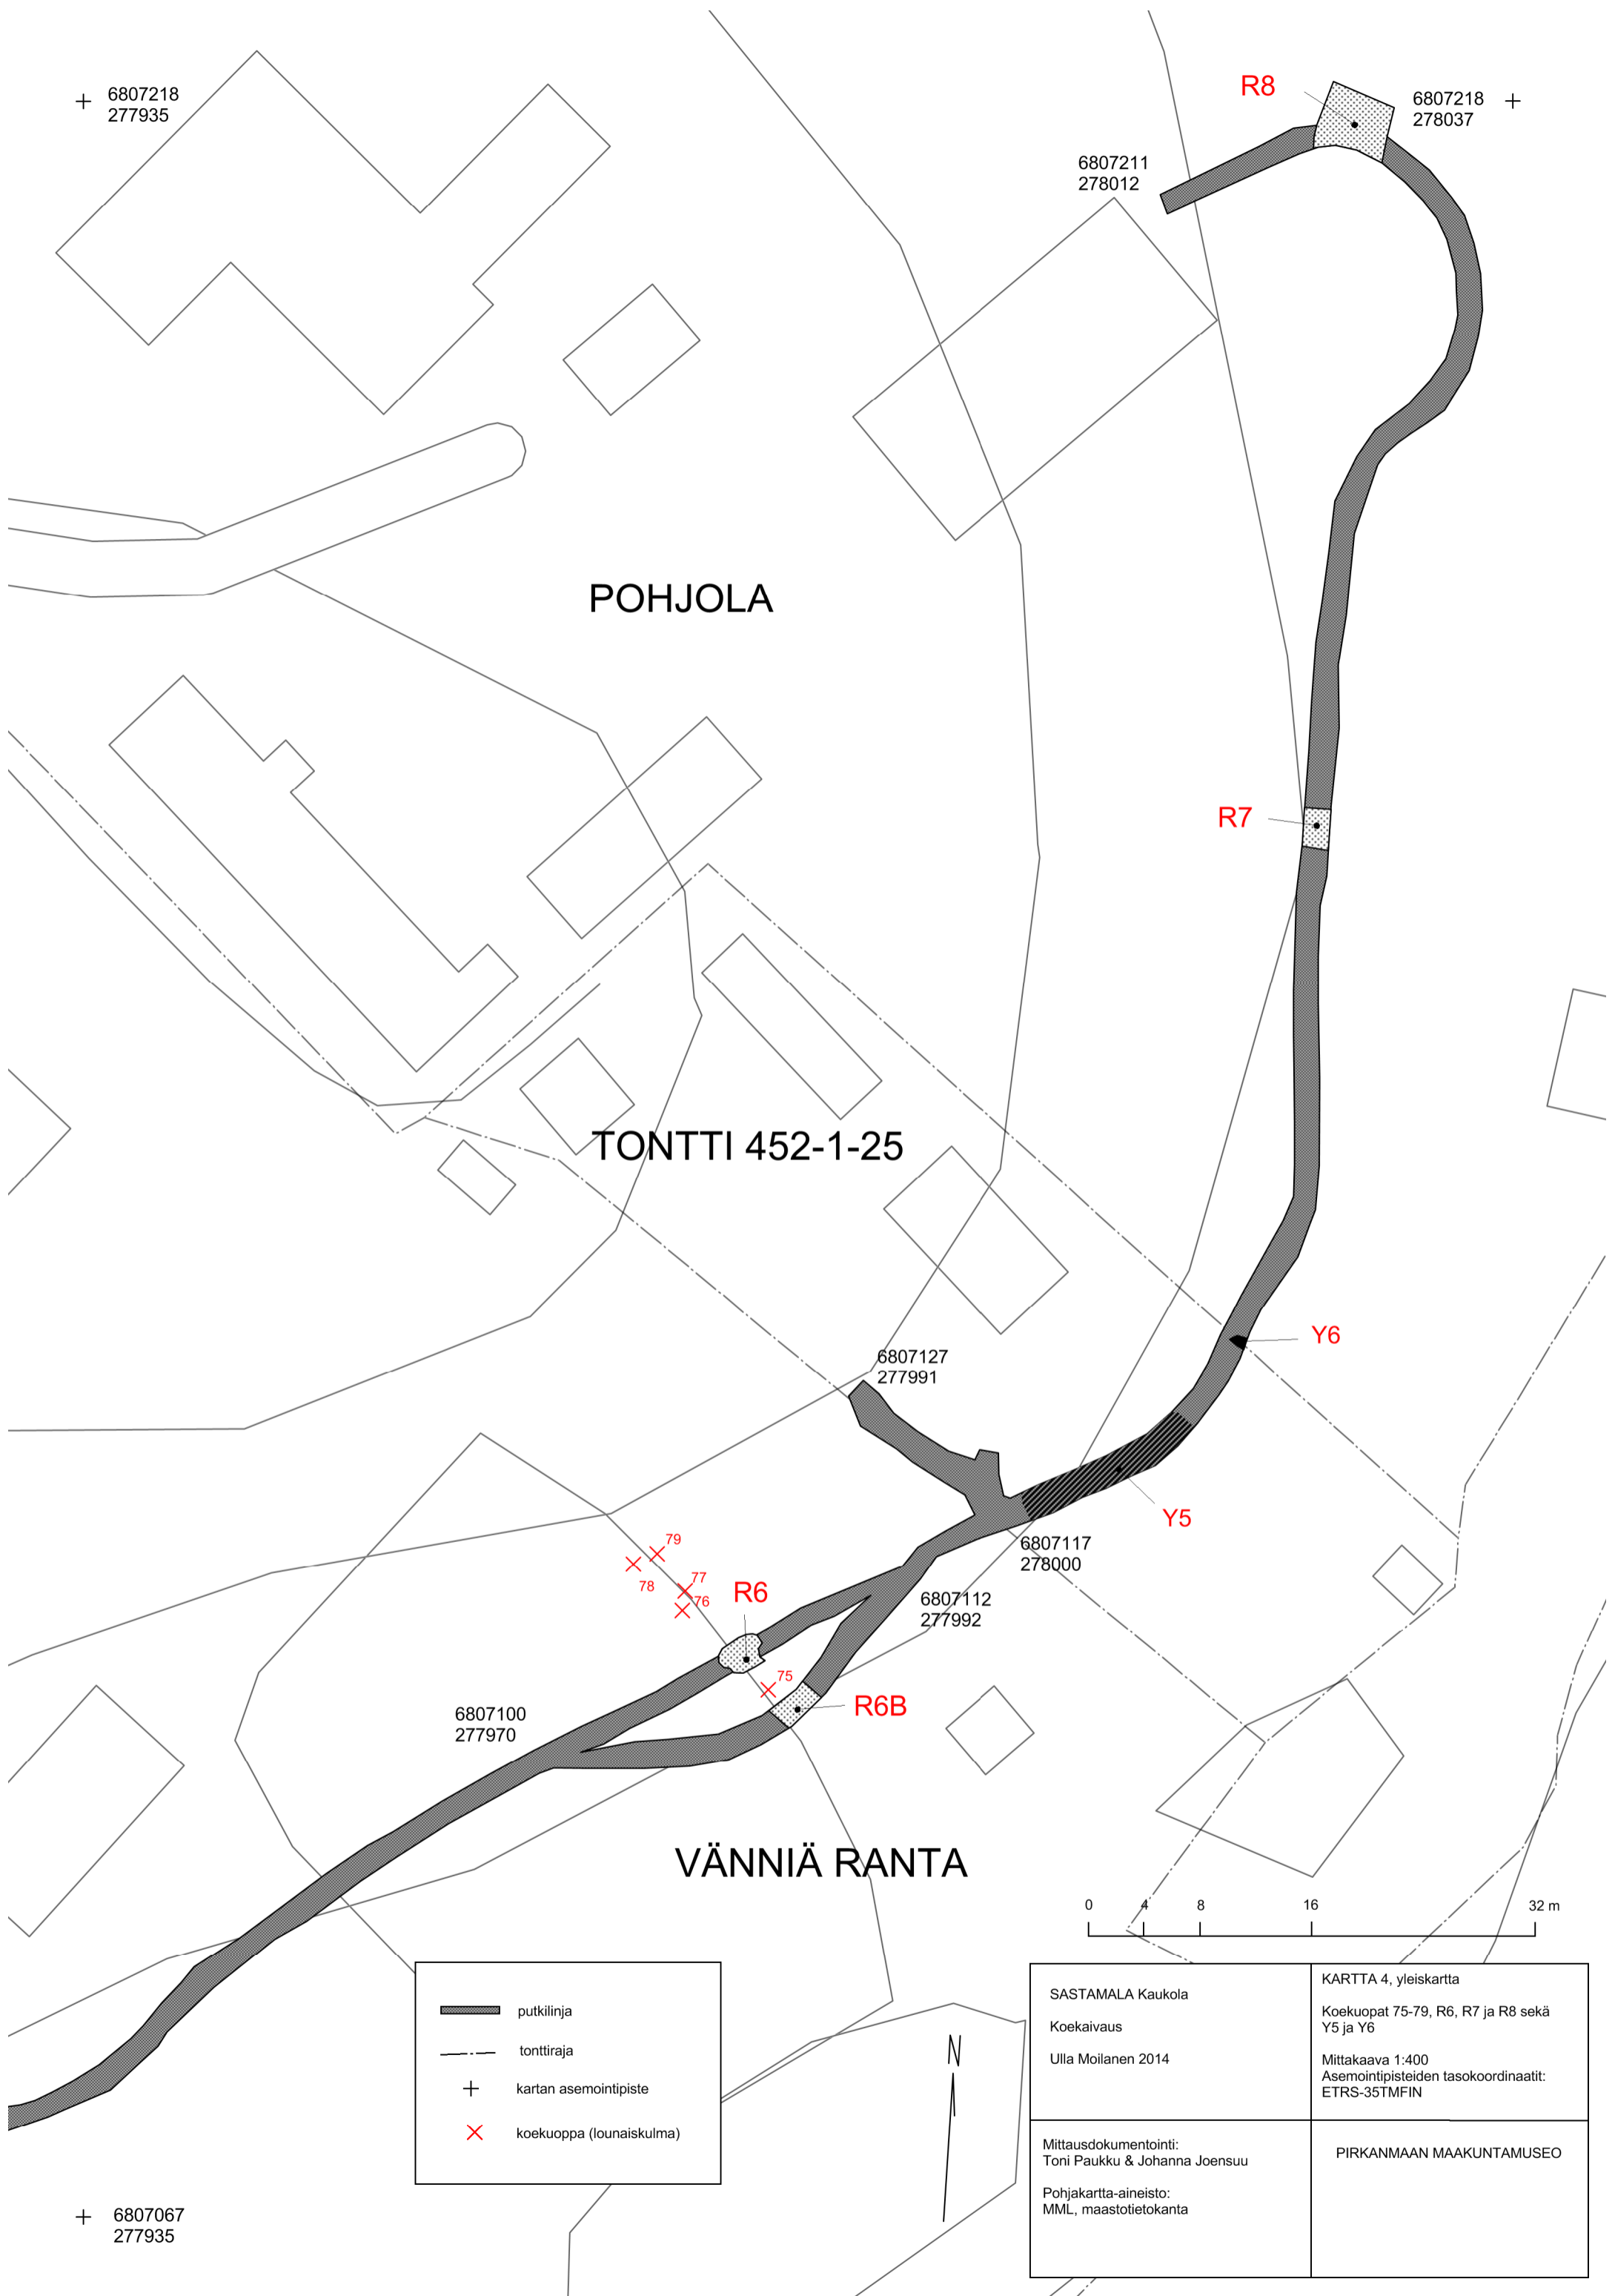 6807218
277935
R8
6807218
278037
6807211
278012
POHJOLA
R7
TONTTI 452-1-25
Y6
6807127
277991
Y5
6807117
278000
79
78
77
76
R6
6807112
277992
75
R6B
6807100
277970
VÄNNIÄ RANTA
0 4 8 16 32 m
putkilinja
tonttiraja
kartan asemointipiste
koekuoppa (lounaiskulma)
N
SASTAMALA Kaukola
Koekaivaus
Ulla Moilanen 2014
KARTTA 4, yleiskartta
Koekuopat 75-79, R6, R7 ja R8 sekä
Y5 ja Y6
Mittakaava 1:400
Asemointipisteiden tasokoordinaatit:
ETRS-35TMFIN
Mittausdokumentointi:
Toni Paukku & Johanna Joensuu
Pohjakartta-aineisto:
MML, maastotietokanta
PIRKANMAAN MAAKUNTAMUSEO
6807067
277935